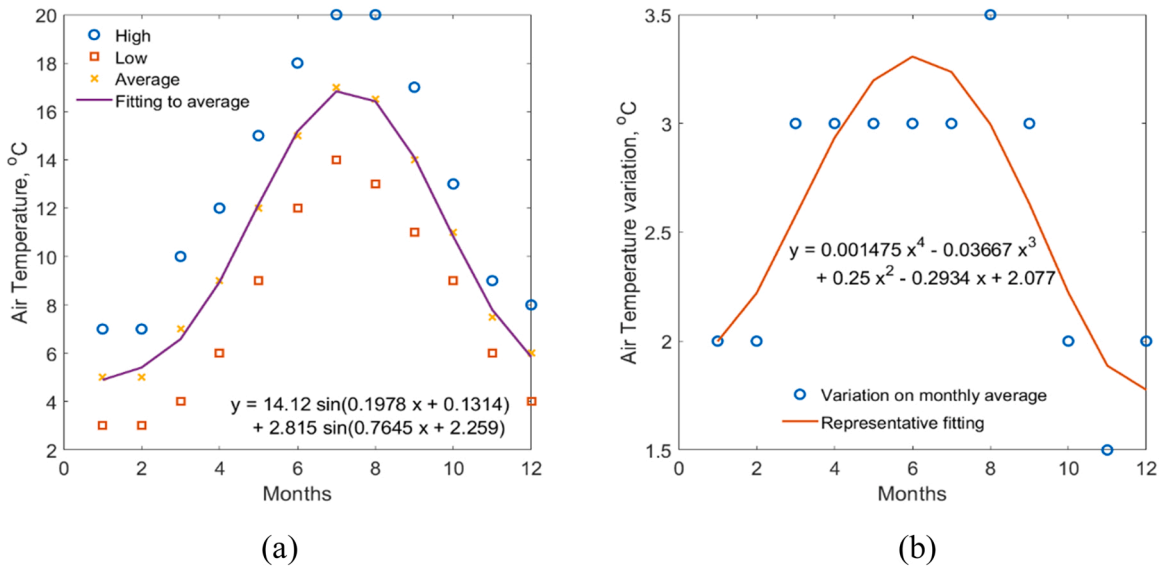 20
18
16
14
12
10
8
6
4
2
Air Temperature, °C
High
Low
Average
Fitting to average
y = 14.12 sin(0.1978 x + 0.1314)
+ 2.815 sin(0.7645 x + 2.259)
0 2 4 6 8 10 12
Months
(a)
3.5
3
2.5
2
1.5
Air Temperature variation, °C
y = 0.001475 x⁴ - 0.03667 x³
+ 0.25 x² - 0.2934 x + 2.077
Variation on monthly average
Representative fitting
0 2 4 6 8 10 12
Months
(b)